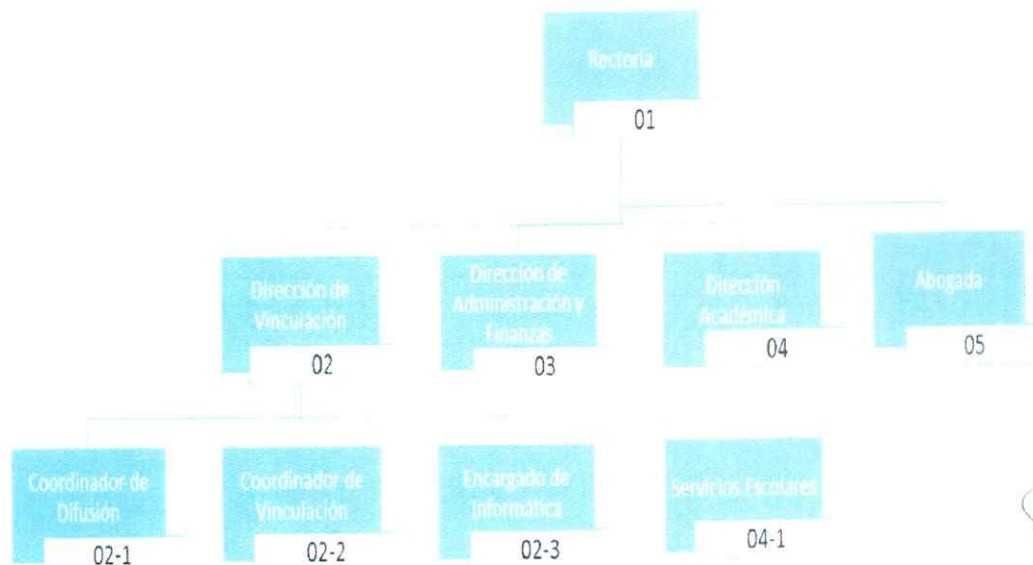 Rectoría
01
Dirección de
Vinculación
02
Dirección de
Administración y
Finanzas
03
Dirección
Académica
04
Abogada
05
Coordinador de
Difusión
02-1
Coordinador de
Vinculación
02-2
Encargado de
Informática
02-3
Servicios Escolares
04-1